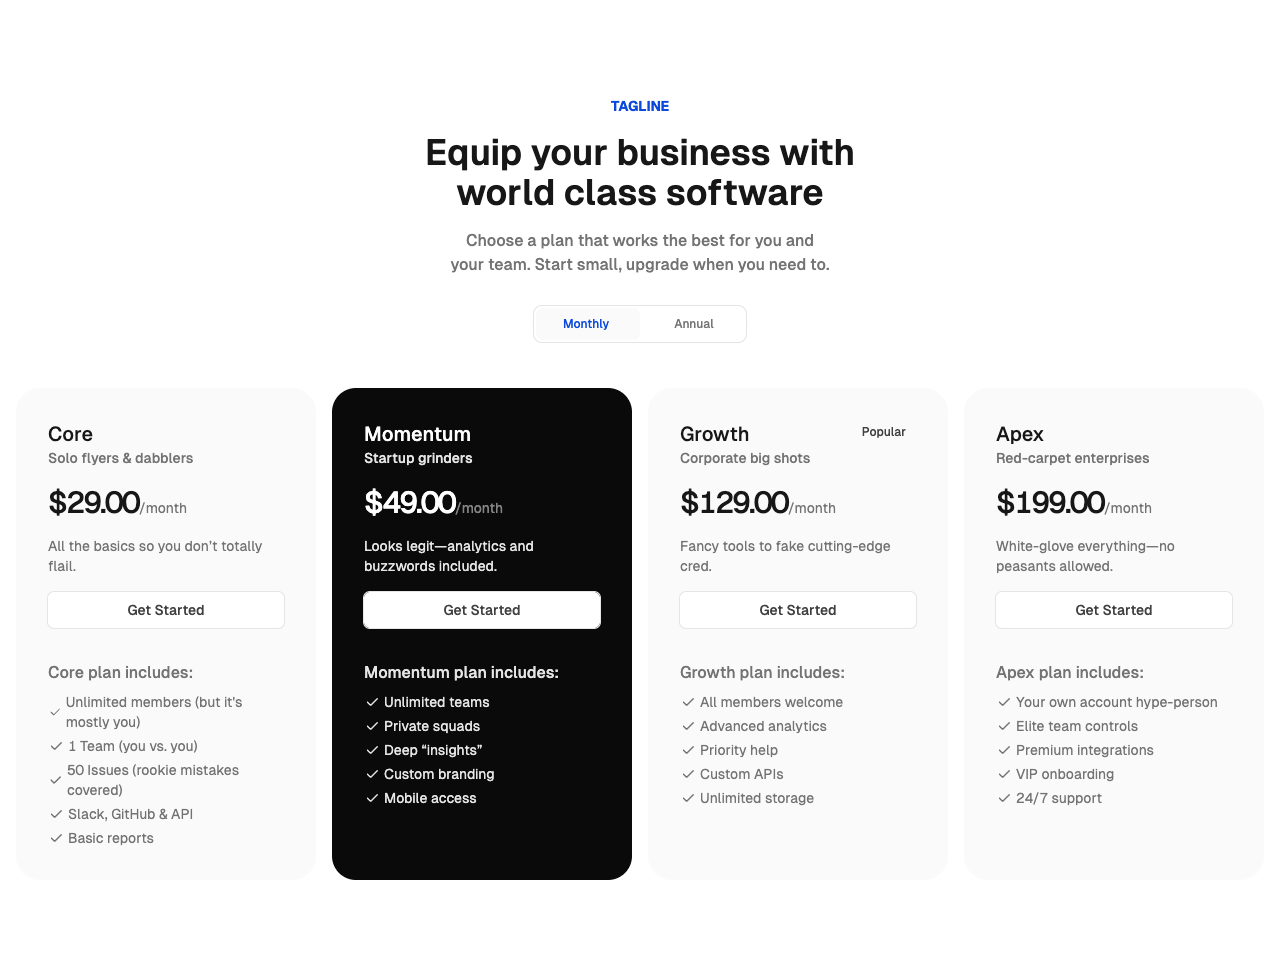 TAGLINE
Equip your business with
world class software
Choose a plan that works the best for you and
your team. Start small, upgrade when you need to.
Monthly
Annual
Core
Solo flyers & dabblers
$29.00/month
All the basics so you don’t totally
flail.
Get Started
Core plan includes:
Unlimited members (but it's
mostly you)
1 Team (you vs. you)
50 Issues (rookie mistakes
covered)
Slack, GitHub & API
Basic reports
Momentum
Startup grinders
$49.00/month
Looks legit—analytics and
buzzwords included.
Get Started
Momentum plan includes:
Unlimited teams
Private squads
Deep “insights”
Custom branding
Mobile access
Growth
Popular
Corporate big shots
$129.00/month
Fancy tools to fake cutting-edge
cred.
Get Started
Growth plan includes:
All members welcome
Advanced analytics
Priority help
Custom APIs
Unlimited storage
Apex
Red-carpet enterprises
$199.00/month
White-glove everything—no
peasants allowed.
Get Started
Apex plan includes:
Your own account hype-person
Elite team controls
Premium integrations
VIP onboarding
24/7 support